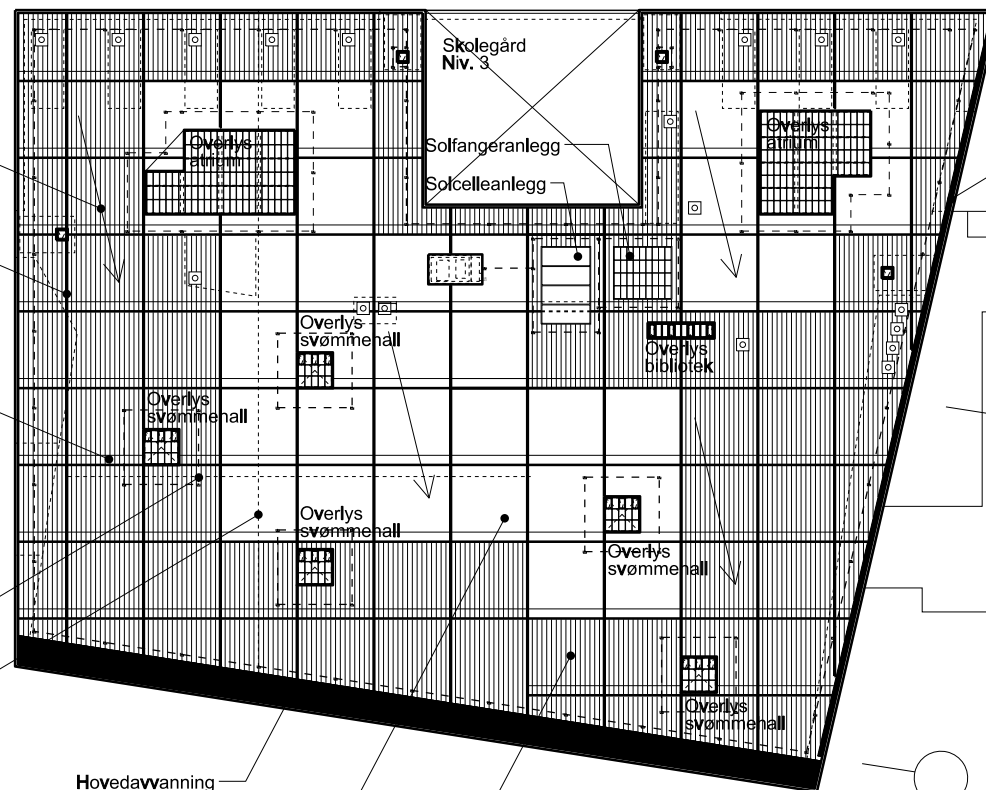 Skolegård
Niv. 3
Overlys
atrium
Overlys
atrium
Solfangeranlegg
Solcelleanlegg
Overlys
svømmehall
Overlys
bibliotek
Overlys
svømmehall
Overlys
svømmehall
Overlys
svømmehall
Overlys
svømmehall
Hovedavvanning